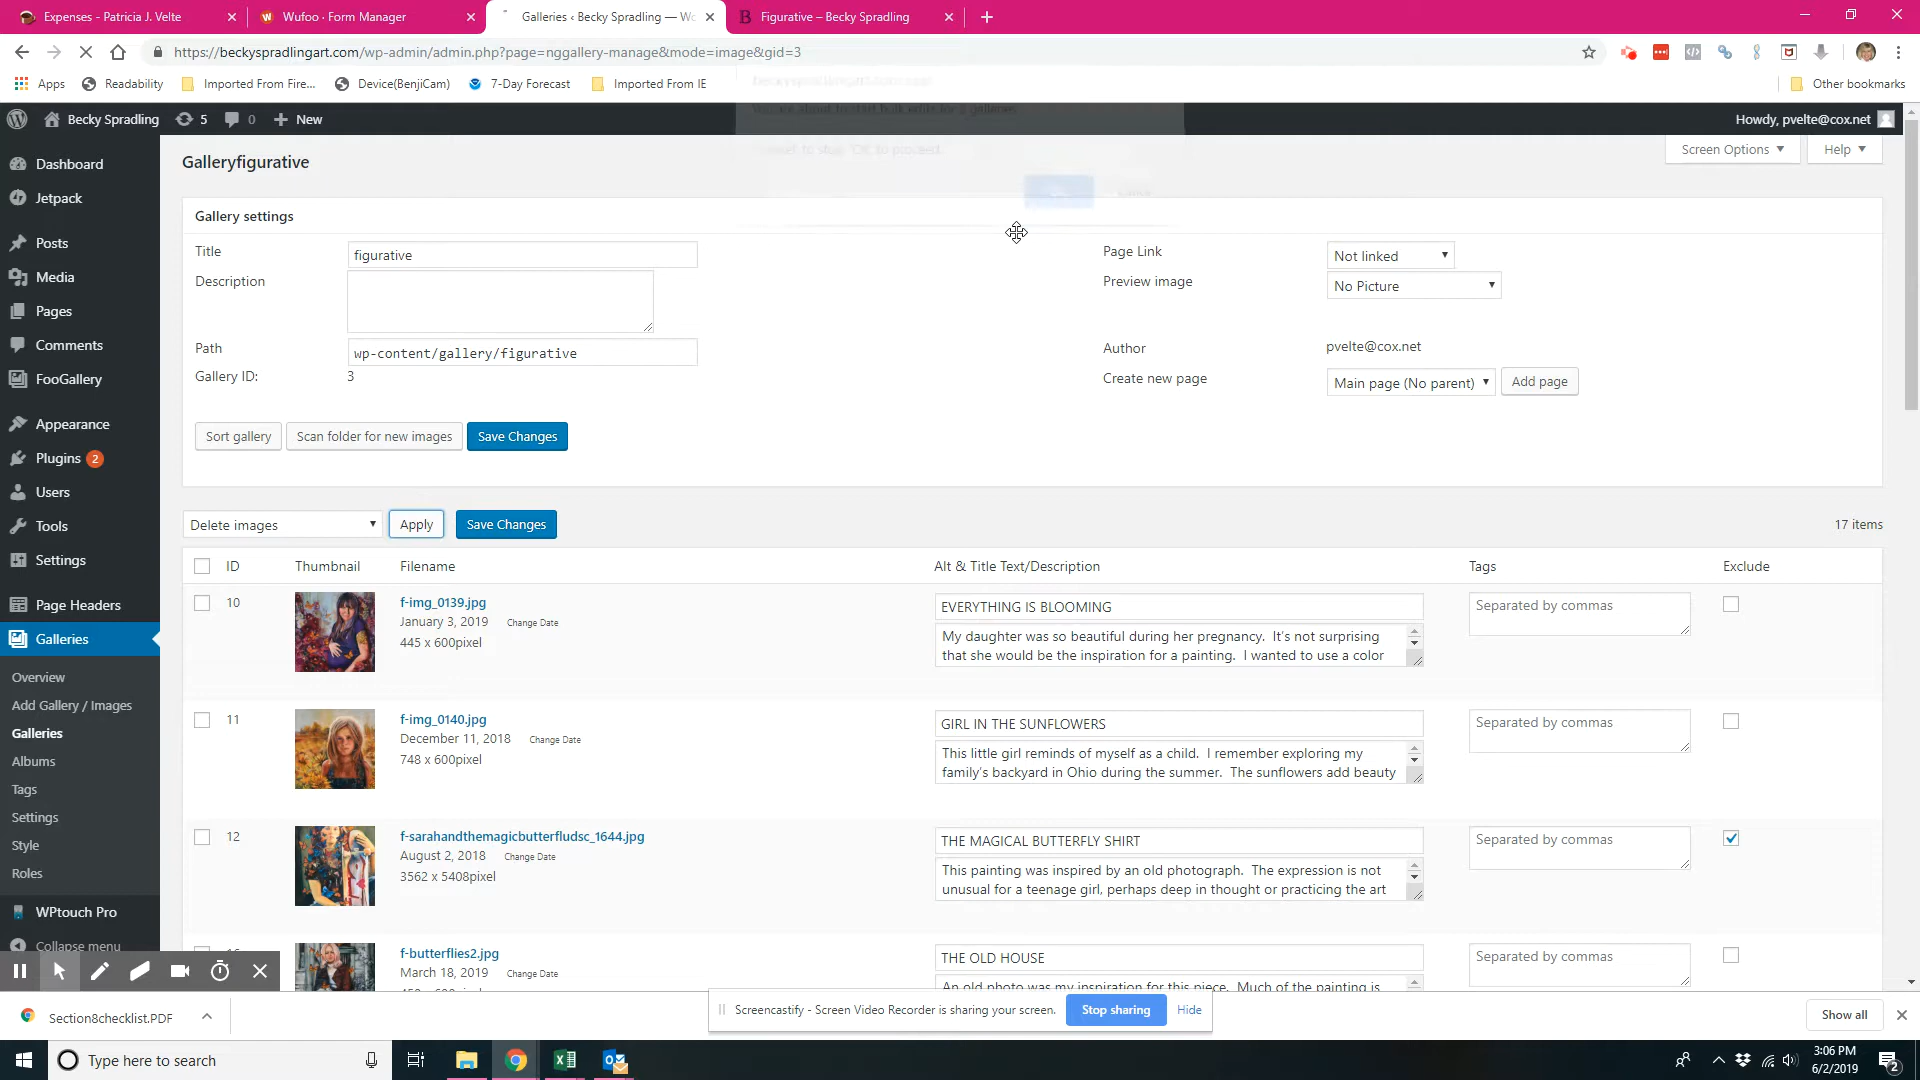 Expenses - Patricia J. Velte
Wufoo · Form Manager
Galleries ‹ Becky Spradling — Wo
Figurative – Becky Spradling
https://beckyspradlingart.com/wp-admin/admin.php?page=nggallery-manage&mode=image&gid=3
Apps
Readability
Imported From Fire...
Device(BenjiCam)
7-Day Forecast
Imported From IE
Other bookmarks
Becky Spradling
5
0
New
Howdy, pvelte@cox.net
Dashboard
Jetpack
Posts
Media
Pages
Comments
FooGallery
Appearance
Plugins 2
Users
Tools
Settings
Page Headers
Galleries
Overview
Add Gallery / Images
Galleries
Albums
Tags
Settings
Style
Roles
WPtouch Pro
Collapse menu
Galleryfigurative
Screen Options
Help
Gallery settings
Title
figurative
Description
Path
wp-content/gallery/figurative
Gallery ID:
3
Page Link
Not linked
Preview image
No Picture
Author
pvelte@cox.net
Create new page
Main page (No parent)
Add page
Sort gallery
Scan folder for new images
Save Changes
Delete images
Apply
Save Changes
17 items
ID
Thumbnail
Filename
Alt & Title Text/Description
Tags
Exclude
10
f-img_0139.jpg
January 3, 2019
Change Date
445 x 600pixel
EVERYTHING IS BLOOMING
My daughter was so beautiful during her pregnancy. It's not surprising
that she would be the inspiration for a painting. I wanted to use a color
Separated by commas
11
f-img_0140.jpg
December 11, 2018
Change Date
748 x 600pixel
GIRL IN THE SUNFLOWERS
This little girl reminds of myself as a child. I remember exploring my
family's backyard in Ohio during the summer. The sunflowers add beauty
Separated by commas
12
f-sarahandthemagicbutterfludsc_1644.jpg
August 2, 2018
Change Date
3562 x 5408pixel
THE MAGICAL BUTTERFLY SHIRT
This painting was inspired by an old photograph. The expression is not
unusual for a teenage girl, perhaps deep in thought or practicing the art
Separated by commas
f-butterflies2.jpg
March 18, 2019
Change Date
THE OLD HOUSE
An old photo was my inspiration for this piece. Much of the painting is
Separated by commas
Screencastify - Screen Video Recorder is sharing your screen.
Stop sharing
Hide
Section8checklist.PDF
Show all
Type here to search
3:06 PM
6/2/2019
2